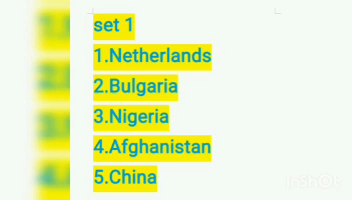 set 1
1.Netherlands
2.Bulgaria
3.Nigeria
4.Afghanistan
5.China